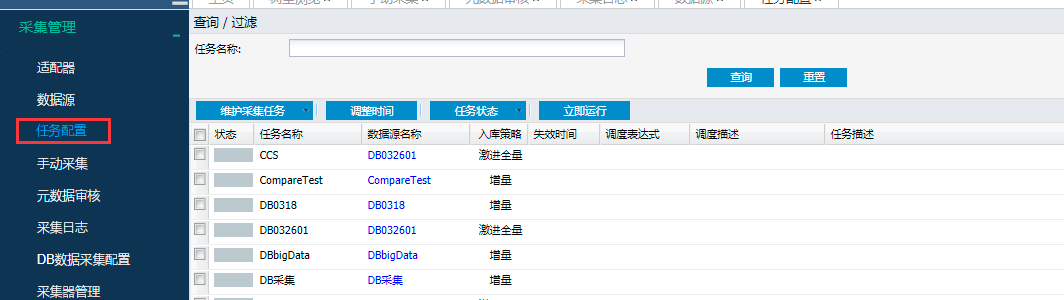 采集管理
适配器
数据源
任务配置
手动采集
元数据审核
采集日志
DB数据采集配置
采集器管理
查询 / 过滤
任务名称:
查询 重置
维护采集任务 调整时间 任务状态 立即运行
状态 任务名称 数据源名称 入库策略 失效时间 调度表达式 调度描述 任务描述
CCS DB032601 激进全量
CompareTest CompareTest 增量
DB0318 DB0318 增量
DB032601 DB032601 激进全量
DBbigData DBbigData 增量
DB采集 DB采集 增量